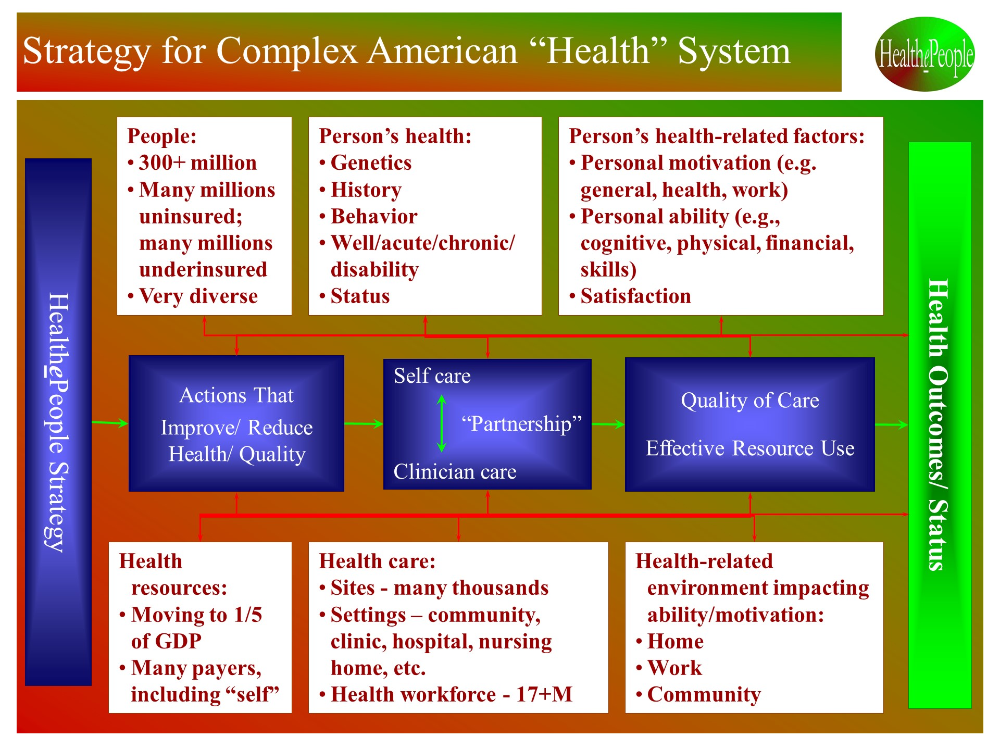 Strategy for Complex American “Health” System
HealthePeople
People:
• 300+ million
• Many millions
uninsured;
many millions
underinsured
• Very diverse
Person’s health:
• Genetics
• History
• Behavior
• Well/acute/chronic/
disability
• Status
Person’s health-related factors:
• Personal motivation (e.g.
general, health, work)
• Personal ability (e.g.,
cognitive, physical, financial,
skills)
• Satisfaction
HealthePeople Strategy
Actions That
Improve/ Reduce
Health/ Quality
Self care
“Partnership”
Clinician care
Quality of Care
Effective Resource Use
Health Outcomes/ Status
Health
resources:
• Moving to 1/5
of GDP
• Many payers,
including “self”
Health care:
• Sites - many thousands
• Settings – community,
clinic, hospital, nursing
home, etc.
• Health workforce - 17+M
Health-related
environment impacting
ability/motivation:
• Home
• Work
• Community